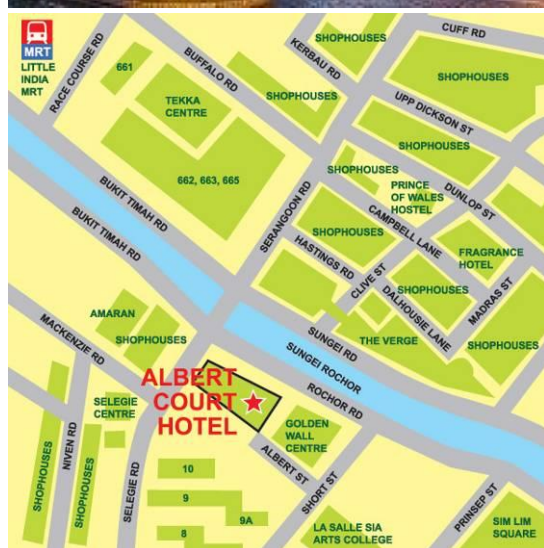 MRT
LITTLE
INDIA
MRT
RACE COURSE RD
661
BUFFALO RD
TEKKA
CENTRE
662, 663, 665
KERBAU RD
SHOPHOUSES
CUFF RD
SHOPHOUSES
SHOPHOUSES
UPP DICKSON ST
SHOPHOUSES
SHOPHOUSES
DUNLOP ST
PRINCE
OF WALES
HOSTEL
SERANGOON RD
CAMPBELL LANE
SHOPHOUSES
HASTINGS RD
FRAGRANCE
HOTEL
CLIVE ST
SHOPHOUSES
DALHOUSIE LANE
MADRAS ST
SHOPHOUSES
THE VERGE
BUKIT TIMAH RD
BUKIT TIMAH RD
SUNGEI RD
SUNGEI ROCHOR
ROCHOR RD
AMARAN
SHOPHOUSES
MACKENZIE RD
ALBERT
COURT
HOTEL
SELEGIE
CENTRE
GOLDEN
WALL
CENTRE
ALBERT ST
SHORT ST
SHOPHOUSES
NIVEN RD
SHOPHOUSES
SELEGIE RD
10
9
9A
8
LA SALLE SIA
ARTS COLLEGE
PRINSEP ST
SIM LIM
SQUARE